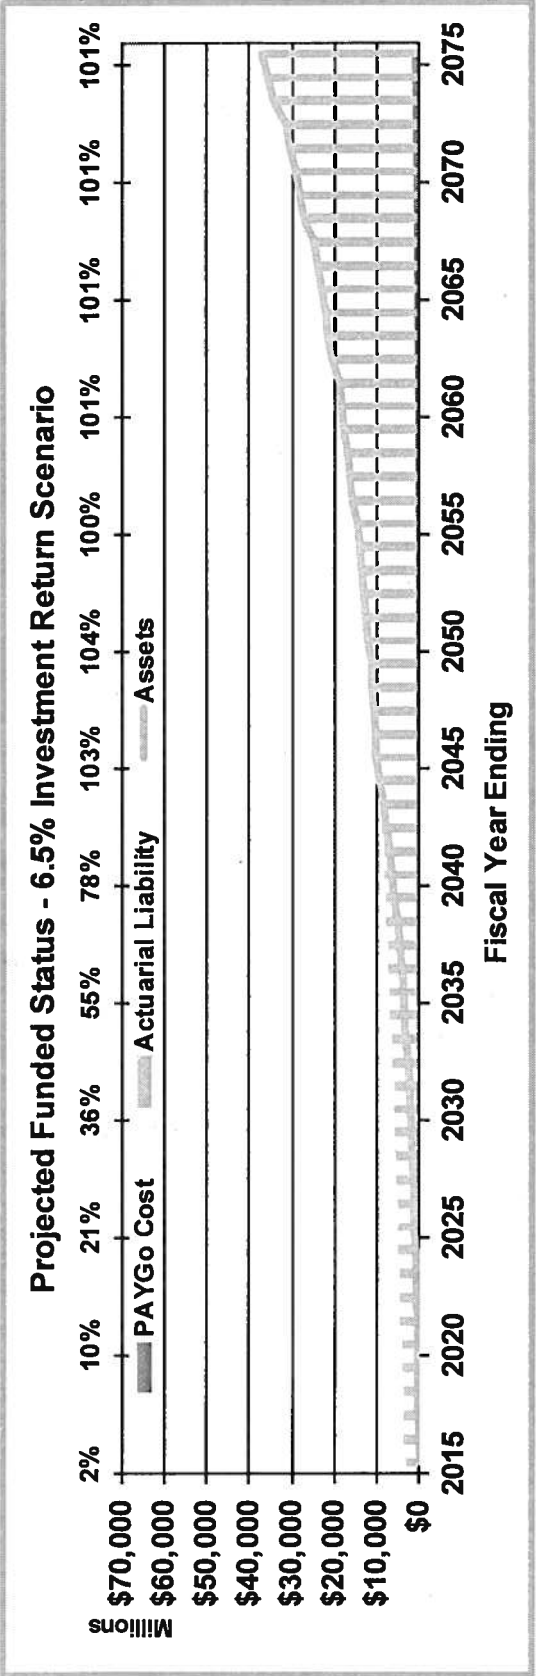 Projected Funded Status - 6.5% Investment Return Scenario
2% 10% 21% 36% 55% 78% 103% 104% 100% 101% 101% 101% 101%
Millions
$70,000
$60,000
$50,000
$40,000
$30,000
$20,000
$10,000
$0
PAYGo Cost Actuarial Liability Assets
2015 2020 2025 2030 2035 2040 2045 2050 2055 2060 2065 2070 2075
Fiscal Year Ending